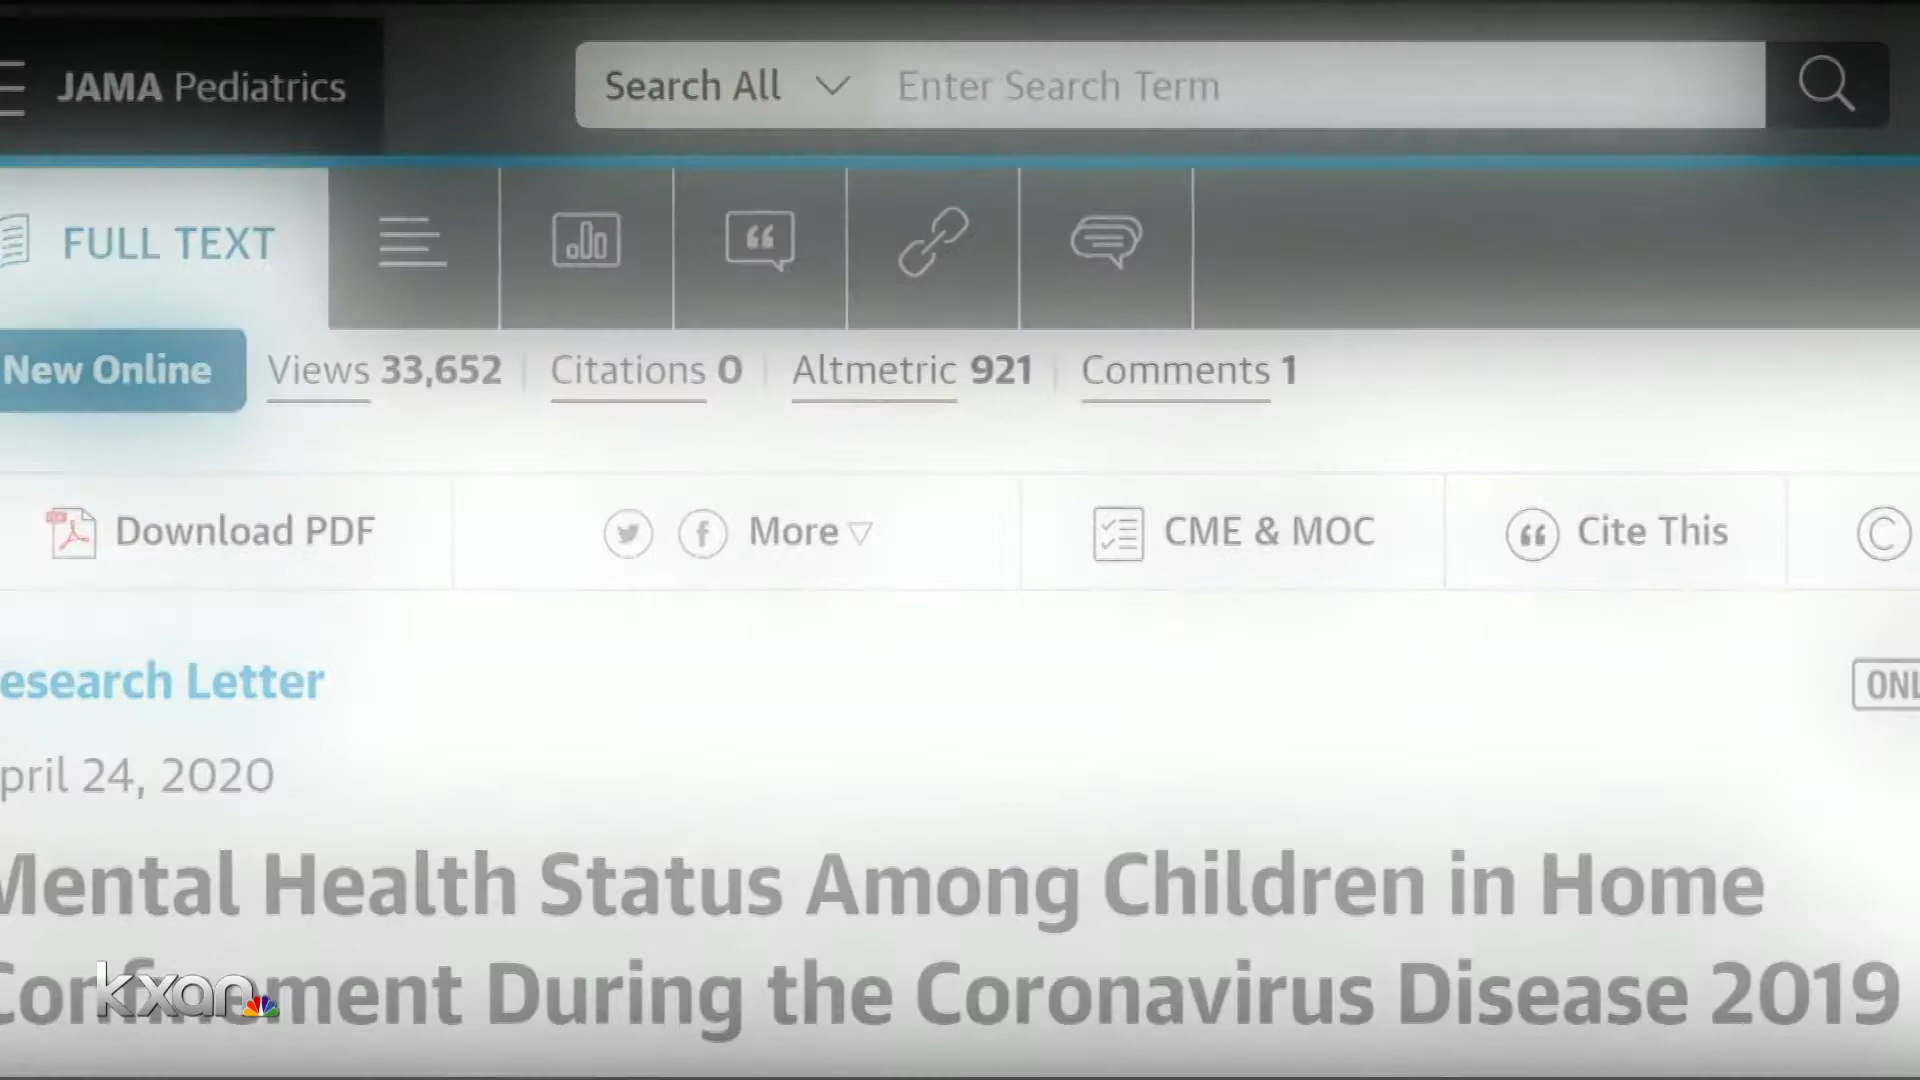 JAMA Pediatrics
Search All Enter Search Term
FULL TEXT
New Online Views 33,652 Citations 0 Altmetric 921 Comments 1
Download PDF More CME & MOC Cite This
esearch Letter ONL
pril 24, 2020
Mental Health Status Among Children in Home
Confinement During the Coronavirus Disease 2019
kxan